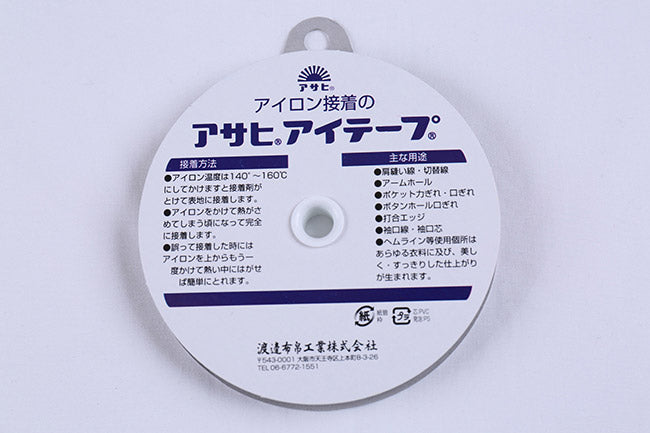 アサヒ®
アイロン接着の
アサヒ®アイテープ®
接着方法
●アイロン温度は140°～160℃
にしてかけますと接着剤が
とけて表地に接着します。
●アイロンをかけて熱がさ
めてしまう頃になって完全
に接着します。
●誤って接着した時には
アイロンを上からもう一
度かけて熱い中にはがせ
ば簡単にとれます。
主な用途
●肩縫い線・切替線
●アームホール
●ポケット力ぎれ・口ぎれ
●ボタンホール口ぎれ
●打合エッジ
●袖口線・袖口芯
●ヘムライン等使用個所は
あらゆる衣料に及び、美し
く・すっきりした仕上がり
が生まれます。
紙
プラ
芯PVC
渡邊布帛工業株式会社
〒543-0001 大阪市天王寺区上本町8-3-26
TEL 06-6772-1551